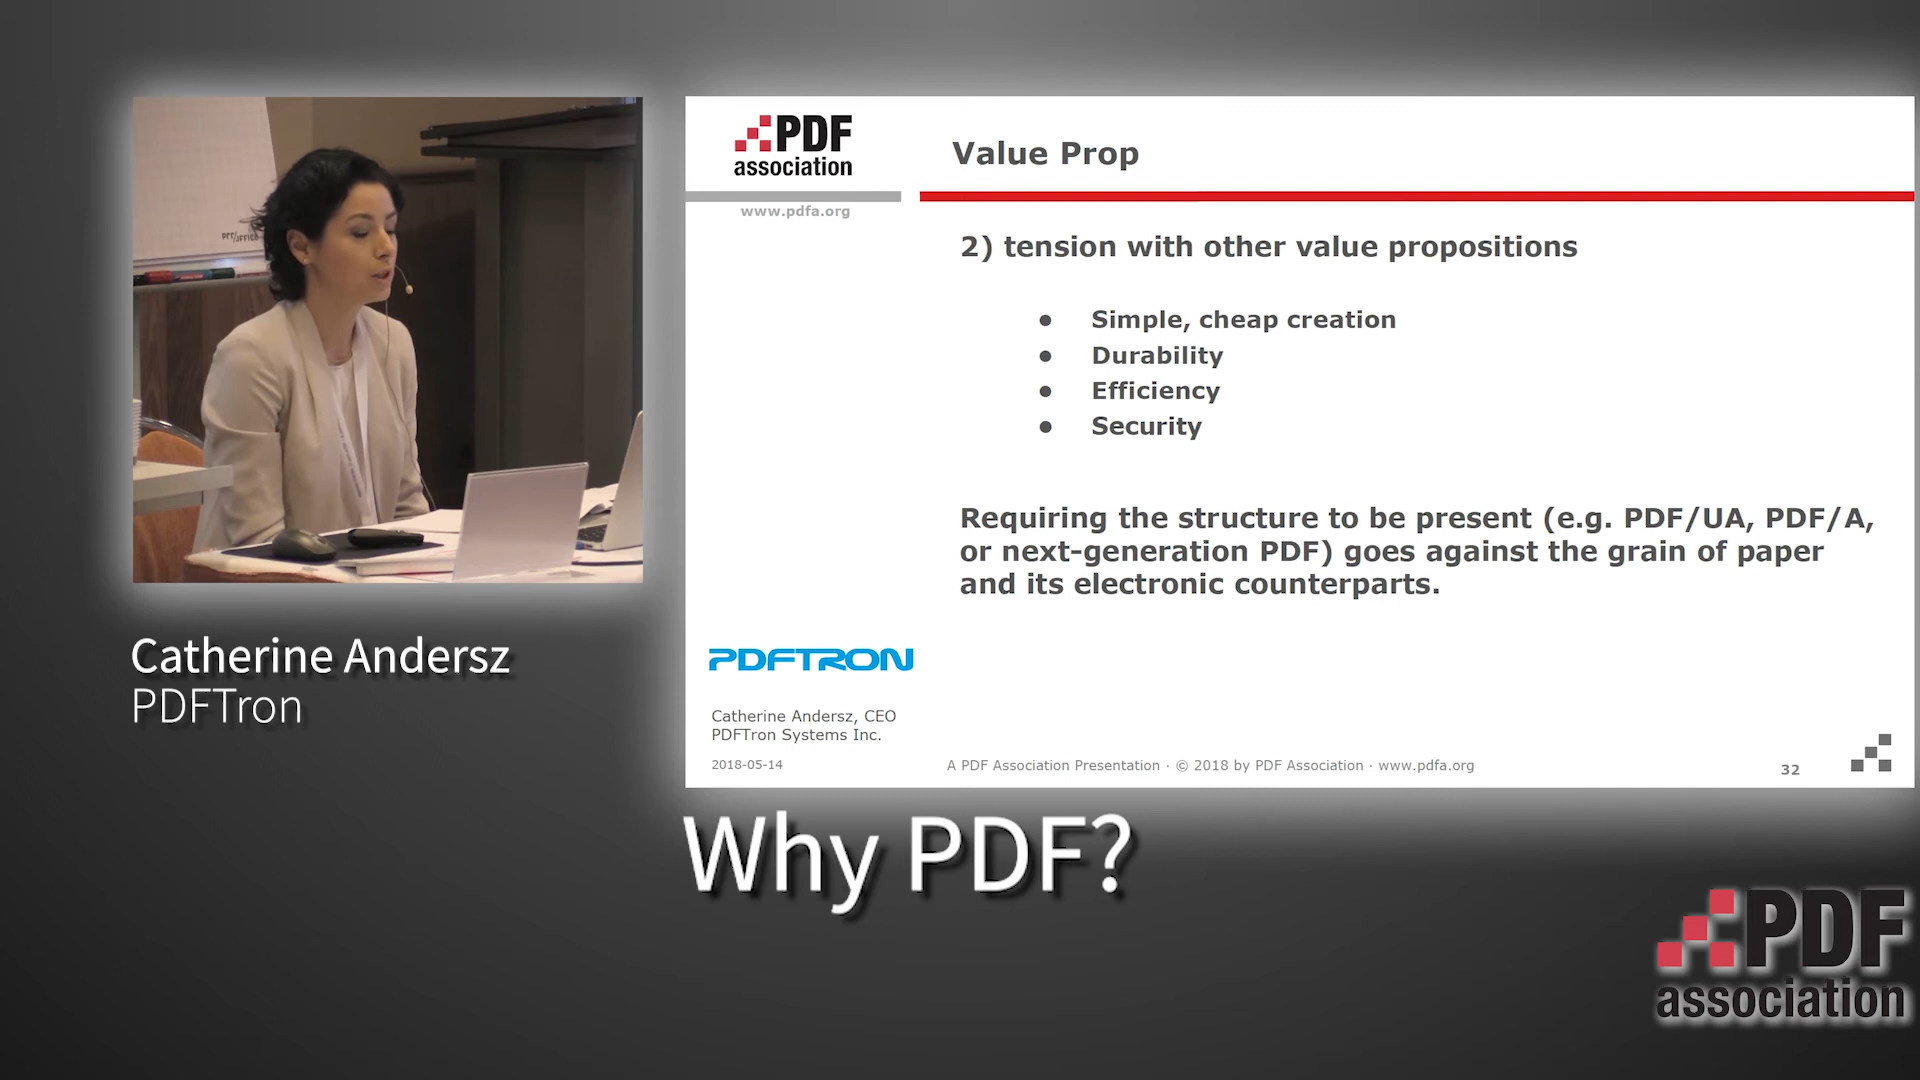 PDF
association
www.pdfa.org
Value Prop
2) tension with other value propositions
● Simple, cheap creation
● Durability
● Efficiency
● Security
Requiring the structure to be present (e.g. PDF/UA, PDF/A,
or next-generation PDF) goes against the grain of paper
and its electronic counterparts.
PDFTRON
Catherine Andersz, CEO
PDFTron Systems Inc.
2018-05-14
A PDF Association Presentation · © 2018 by PDF Association · www.pdfa.org
32
Catherine Andersz
PDFTron
Why PDF?
PDF
association